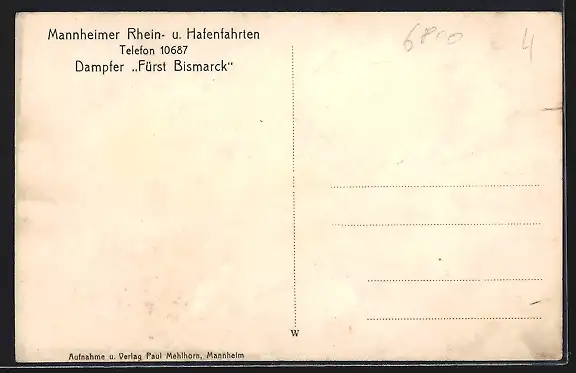 Mannheimer Rhein- u. Hafenfahrten
Telefon 10687
Dampfer „Fürst Bismarck“
6800
4
W
Aufnahme u. Verlag Paul Mehlhorn, Mannheim